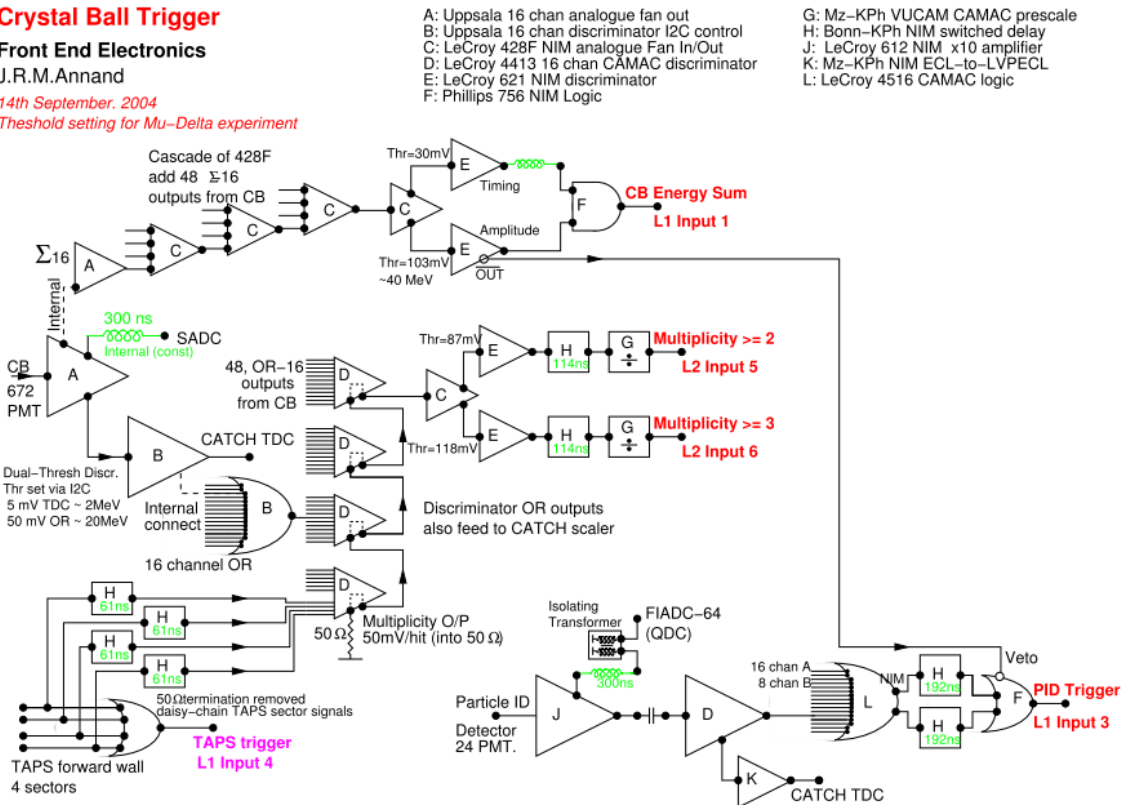 Crystal Ball Trigger
Front End Electronics
J.R.M.Annand
14th September. 2004
Theshold setting for Mu−Delta experiment
A: Uppsala 16 chan analogue fan out
B: Uppsala 16 chan discriminator I2C control
C: LeCroy 428F NIM analogue Fan In/Out
D: LeCroy 4413 16 chan CAMAC discriminator
E: LeCroy 621 NIM discriminator
F: Phillips 756 NIM Logic
G: Mz−KPh VUCAM CAMAC prescale
H: Bonn−KPh NIM switched delay
J: LeCroy 612 NIM x10 amplifier
K: Mz−KPh NIM ECL−to−LVPECL
L: LeCroy 4516 CAMAC logic
Cascade of 428F
add 48 Σ−16
outputs from CB
Σ16
A
C
C
C
C
Thr=30mV
E
Timing
Amplitude
E
Thr=103mV
~40 MeV
OUT
F
CB Energy Sum
L1 Input 1
Internal
300 ns
Internal (const)
SADC
CB
672
PMT
A
B
CATCH TDC
Dual−Thresh Discr.
Thr set via I2C
5 mV TDC ~ 2MeV
50 mV OR ~ 20MeV
Internal
connect
B
16 channel OR
48, OR−16
outputs
from CB
D
D
D
D
C
Thr=87mV
E
H
114ns
G
÷
Multiplicity >= 2
L2 Input 5
Thr=118mV
E
H
114ns
G
÷
Multiplicity >= 3
L2 Input 6
Discriminator OR outputs
also feed to CATCH scaler
H
61ns
H
61ns
H
61ns
H
61ns
50 Ω
Multiplicity O/P
50mV/hit (into 50 Ω)
50Ωtermination removed
daisy−chain TAPS sector signals
TAPS trigger
L1 Input 4
TAPS forward wall
4 sectors
Isolating
Transformer
FIADC−64
(QDC)
300ns
Particle ID
Detector
24 PMT.
J
D
K
CATCH TDC
16 chan A
8 chan B
L
NIM
H
192ns
H
192ns
Veto
F
PID Trigger
L1 Input 3